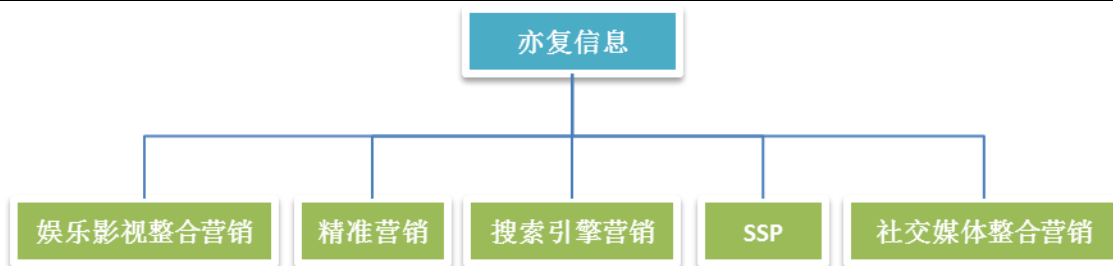 亦复信息
娱乐影视整合营销
精准营销
搜索引擎营销
SSP
社交媒体整合营销